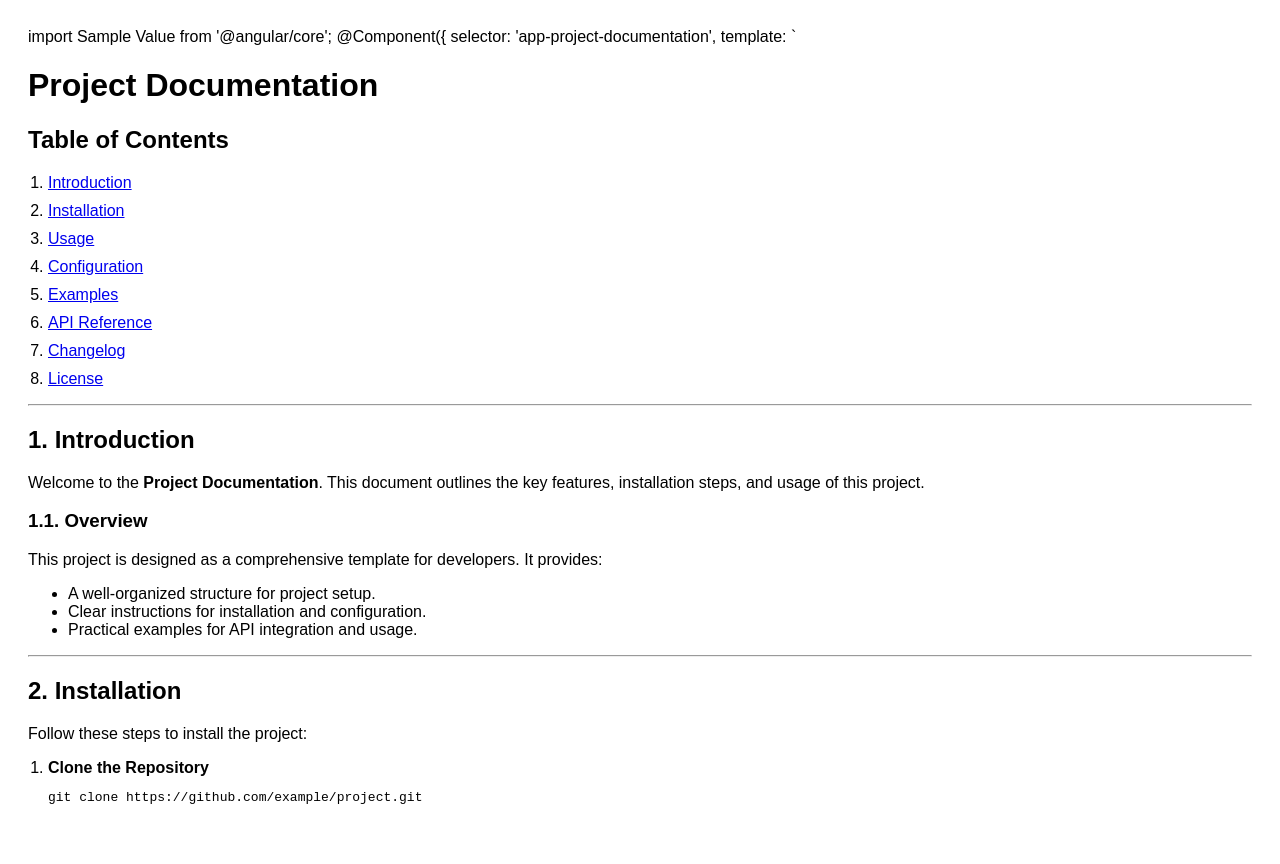 import Sample Value from '@angular/core'; @Component({ selector: 'app-project-documentation', template: `
Project Documentation
Table of Contents
1. Introduction
2. Installation
3. Usage
4. Configuration
5. Examples
6. API Reference
7. Changelog
8. License
1. Introduction
Welcome to the Project Documentation. This document outlines the key features, installation steps, and usage of this project.
1.1. Overview
This project is designed as a comprehensive template for developers. It provides:
• A well-organized structure for project setup.
• Clear instructions for installation and configuration.
• Practical examples for API integration and usage.
2. Installation
Follow these steps to install the project:
1. Clone the Repository
git clone https://github.com/example/project.git